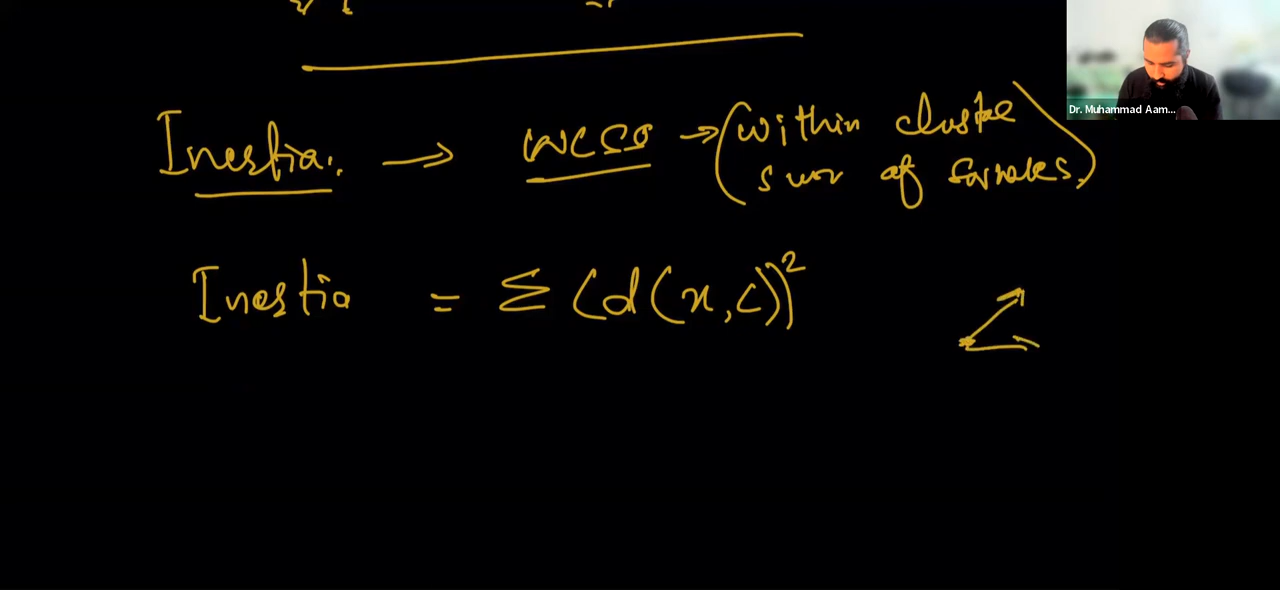 Dr. Muhammad Aam...
Inertia. → WCSS → (within cluster
sum of squares.)
Inertia = Σ (d(x,c))²